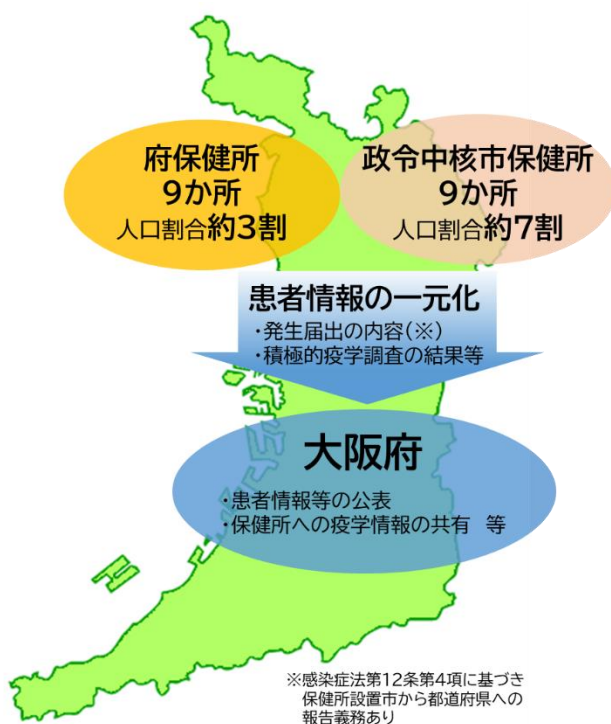 府保健所
9か所
人口割合約3割
政令中核市保健所
9か所
人口割合約7割
患者情報の一元化
・発生届出の内容(※)
・積極的疫学調査の結果等
大阪府
・患者情報等の公表
・保健所への疫学情報の共有 等
※感染症法第12条第4項に基づき
保健所設置市から都道府県への
報告義務あり